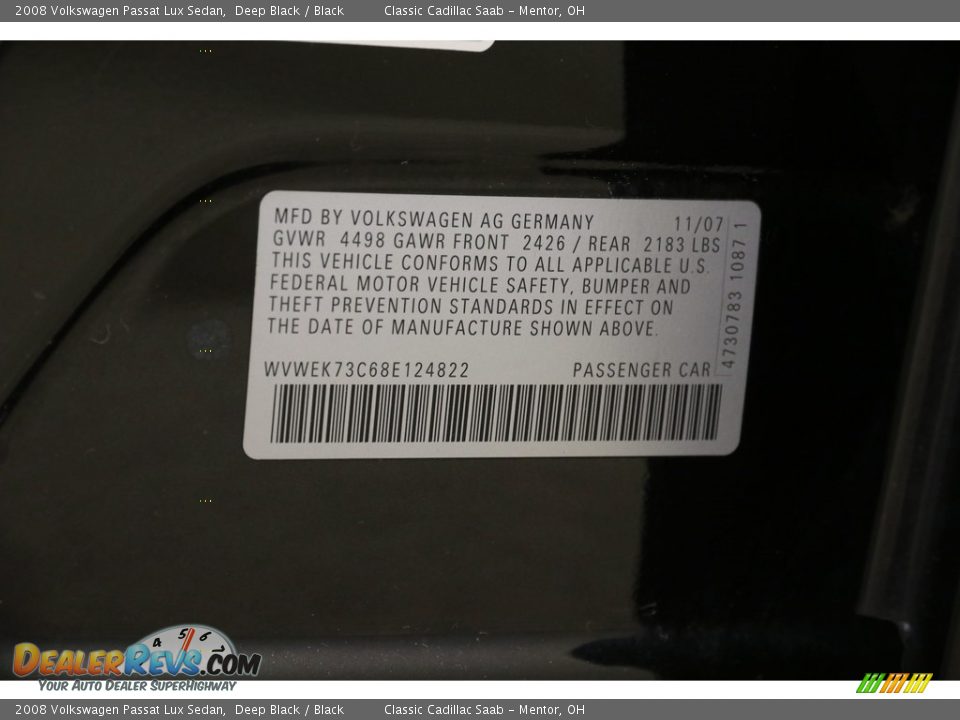 2008 Volkswagen Passat Lux Sedan, Deep Black / Black Classic Cadillac Saab - Mentor, OH
MFD BY VOLKSWAGEN AG GERMANY 11/07
GVWR 4498 GAWR FRONT 2426 / REAR 2183 LBS
THIS VEHICLE CONFORMS TO ALL APPLICABLE U.S.
FEDERAL MOTOR VEHICLE SAFETY, BUMPER AND
THEFT PREVENTION STANDARDS IN EFFECT ON
THE DATE OF MANUFACTURE SHOWN ABOVE.
WVWEK73C68E124822 PASSENGER CAR
4730783 1087 1
4 5 6
DEALERREVS.COM
YOUR AUTO DEALER SUPERHIGHWAY
2008 Volkswagen Passat Lux Sedan, Deep Black / Black Classic Cadillac Saab - Mentor, OH